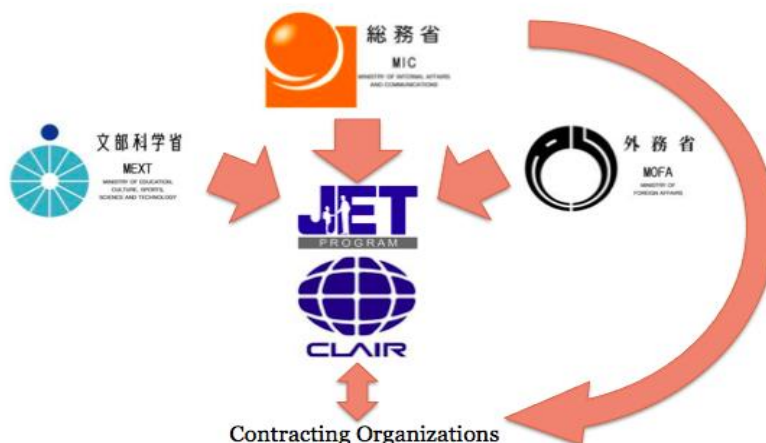 総務省
MIC
MINISTRY OF INTERNAL AFFAIRS
AND COMMUNICATIONS
文部科学省
MEXT
MINISTRY OF EDUCATION,
CULTURE, SPORTS,
SCIENCE AND TECHNOLOGY
外務省
MOFA
MINISTRY OF
FOREIGN AFFAIRS
JET
PROGRAM
CLAIR
Contracting Organizations